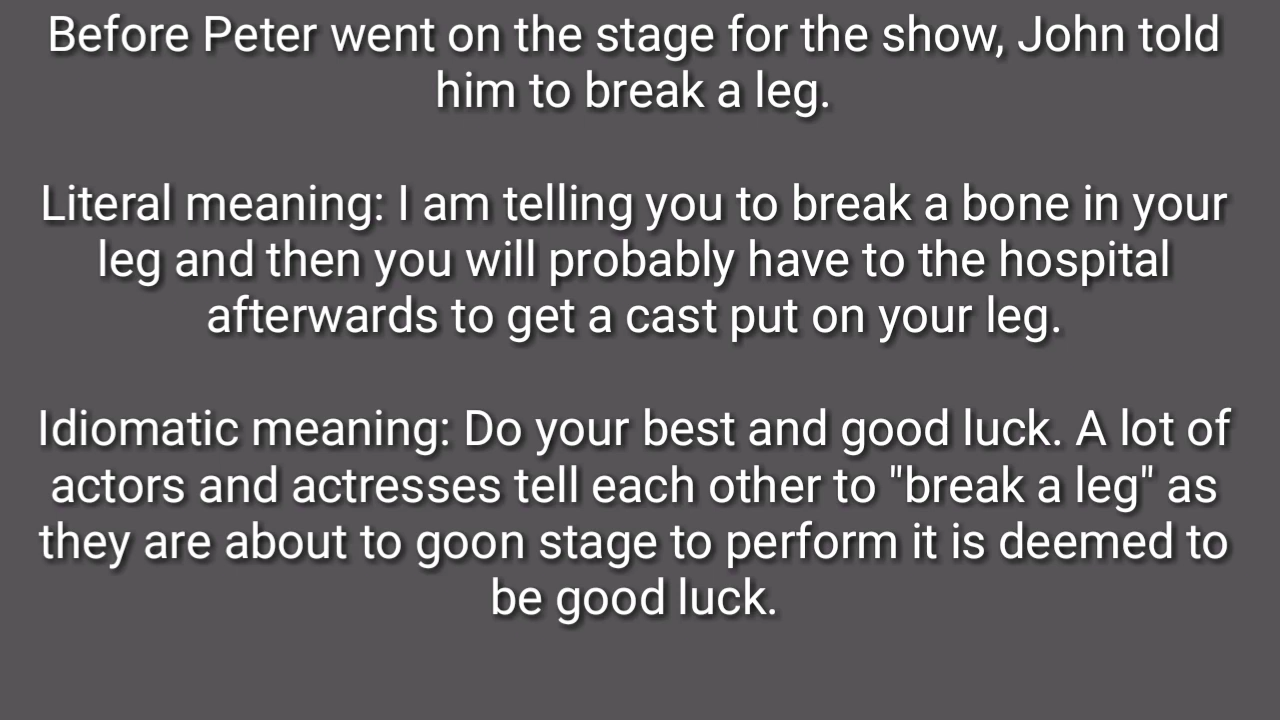 Before Peter went on the stage for the show, John told
him to break a leg.
Literal meaning: I am telling you to break a bone in your
leg and then you will probably have to the hospital
afterwards to get a cast put on your leg.
Idiomatic meaning: Do your best and good luck. A lot of
actors and actresses tell each other to "break a leg" as
they are about to goon stage to perform it is deemed to
be good luck.